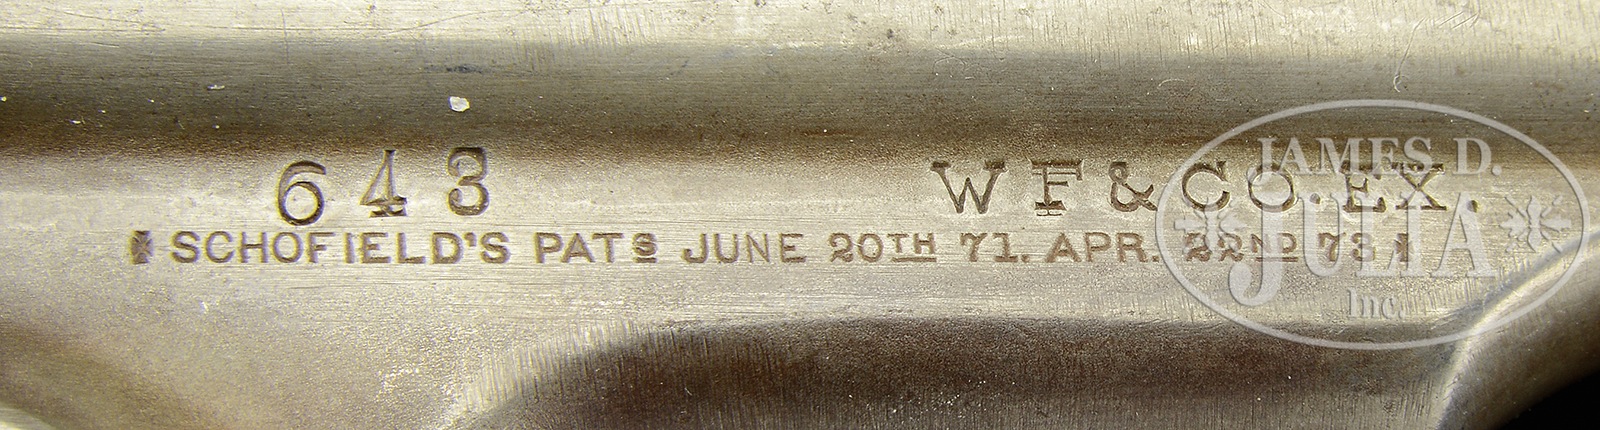 643 WF&CO. EX.
SCHOFIELD'S PATS JUNE 20TH 71. APR. 22ND 73
JAMES D.
JULIA
Inc.